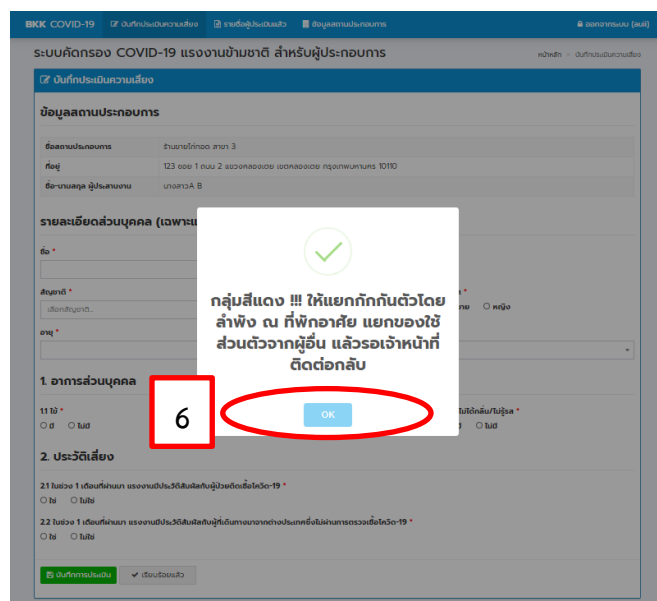 BKK COVID-19 บันทึกประเมินความเสี่ยง รายชื่อผู้ประเมินแล้ว ข้อมูลสถานประกอบการ ออกจากระบบ (auii)
ระบบคัดกรอง COVID-19 แรงงานข้ามชาติ สำหรับผู้ประกอบการ หน้าหลัก > บันทึกประเมินความเสี่ยง
บันทึกประเมินความเสี่ยง
ข้อมูลสถานประกอบการ
ชื่อสถานประกอบการ ร้านขายไก่ทอด สาขา 3
ที่อยู่ 123 ซอย 1 ถนน 2 แขวงคลองเตย เขตคลองเตย กรุงเทพมหานคร 10110
ชื่อ-นามสกุล ผู้ประสานงาน นางสาวA B
รายละเอียดส่วนบุคคล (เฉพาะแ
ชื่อ *
สัญชาติ *
เลือกสัญชาติ..
าย หญิง
อายุ *
กลุ่มสีแดง !!! ให้แยกกักกันตัวโดย
ลำพัง ณ ที่พักอาศัย แยกของใช้
ส่วนตัวจากผู้อื่น แล้วรอเจ้าหน้าที่
ติดต่อกลับ
OK
6
1. อาการส่วนบุคคล
1.1 ไข้ * ไม่ได้กลิ่น/ไม่รู้รส *
มี ไม่มี ไม่มี
2. ประวัติเสี่ยง
2.1 ในช่วง 1 เดือนที่ผ่านมา แรงงานมีประวัติสัมผัสกับผู้ป่วยติดเชื้อโควิด-19 *
ใช่ ไม่ใช่
2.2 ในช่วง 1 เดือนที่ผ่านมา แรงงานมีประวัติสัมผัสกับผู้ที่เดินทางมาจากต่างประเทศซึ่งไม่ผ่านการตรวจเชื้อโควิด-19 *
ใช่ ไม่ใช่
บันทึกการประเมิน เรียบร้อยแล้ว